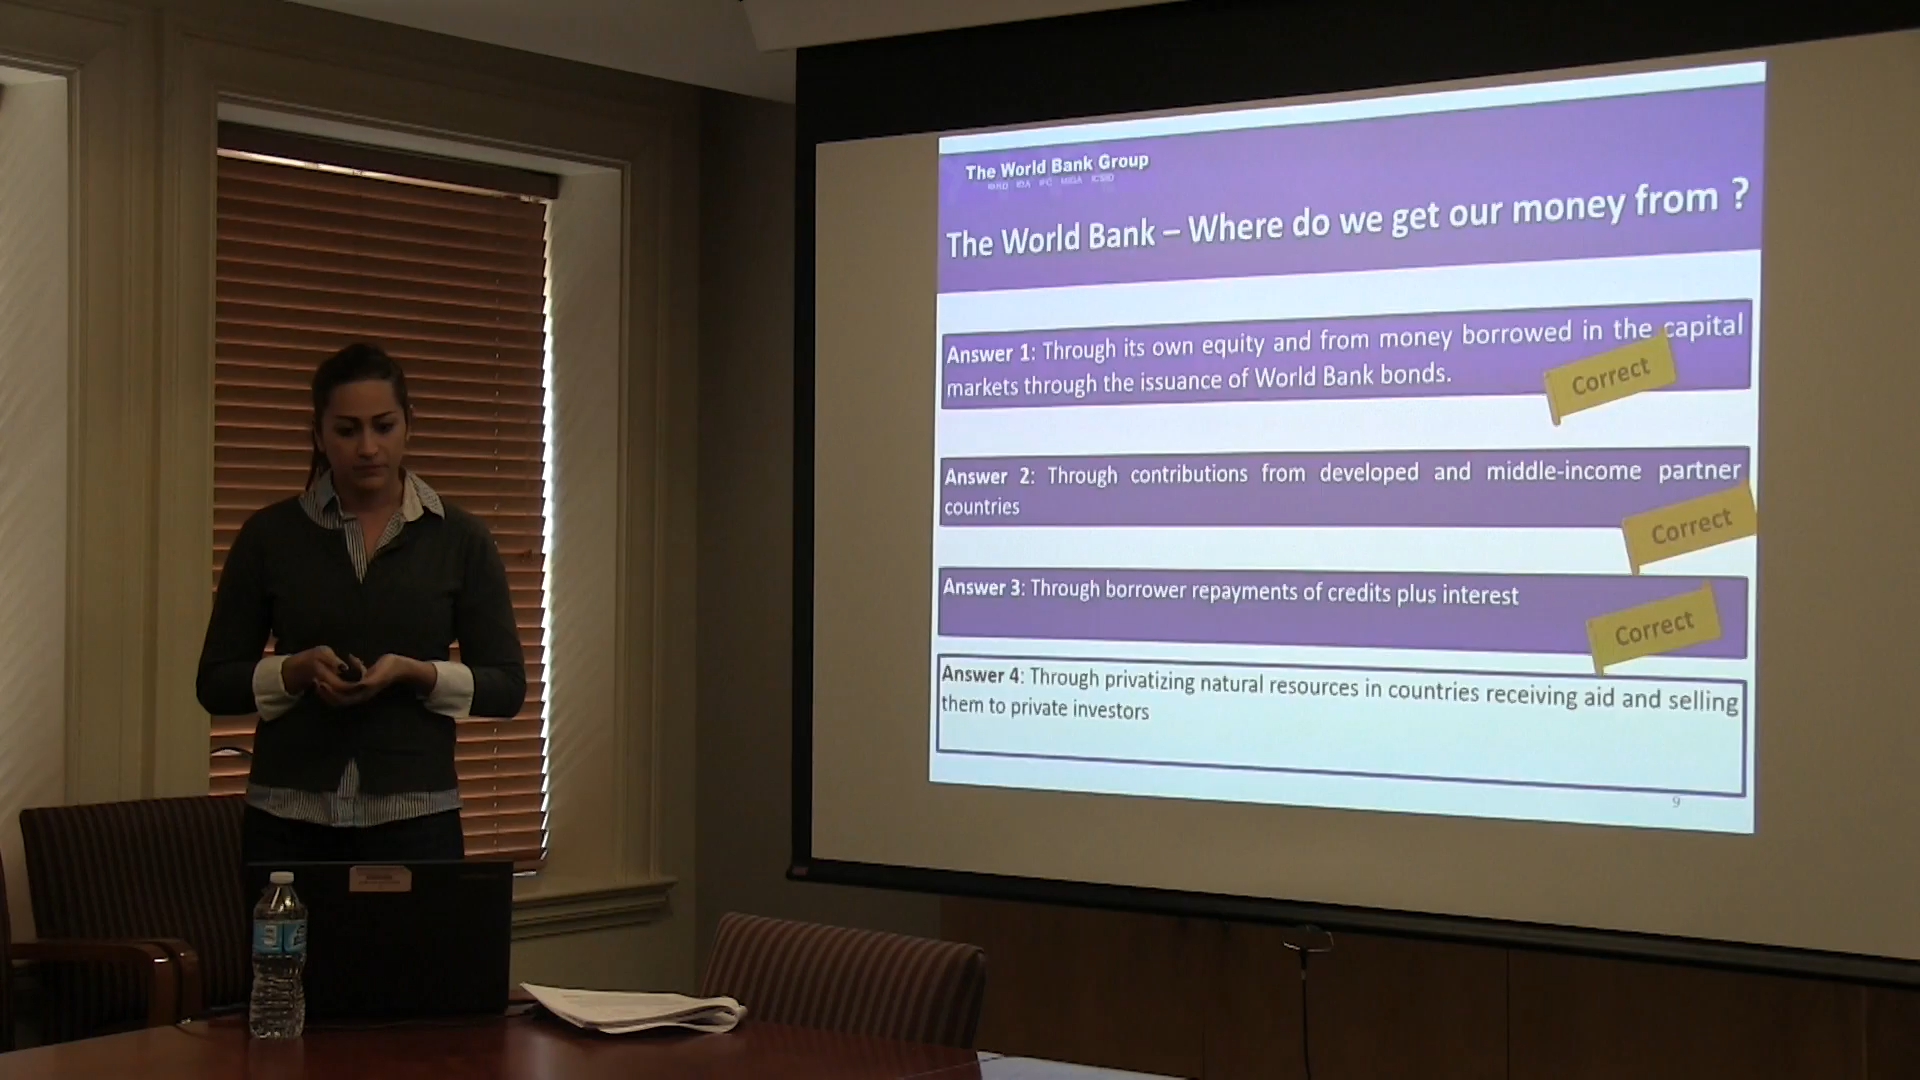 The World Bank Group
IBRD IDA IFC MIGA ICSID
The World Bank – Where do we get our money from ?
Answer 1: Through its own equity and from money borrowed in the capital
markets through the issuance of World Bank bonds.
Correct
Answer 2: Through contributions from developed and middle-income partner
countries
Correct
Answer 3: Through borrower repayments of credits plus interest
Correct
Answer 4: Through privatizing natural resources in countries receiving aid and selling
them to private investors
9